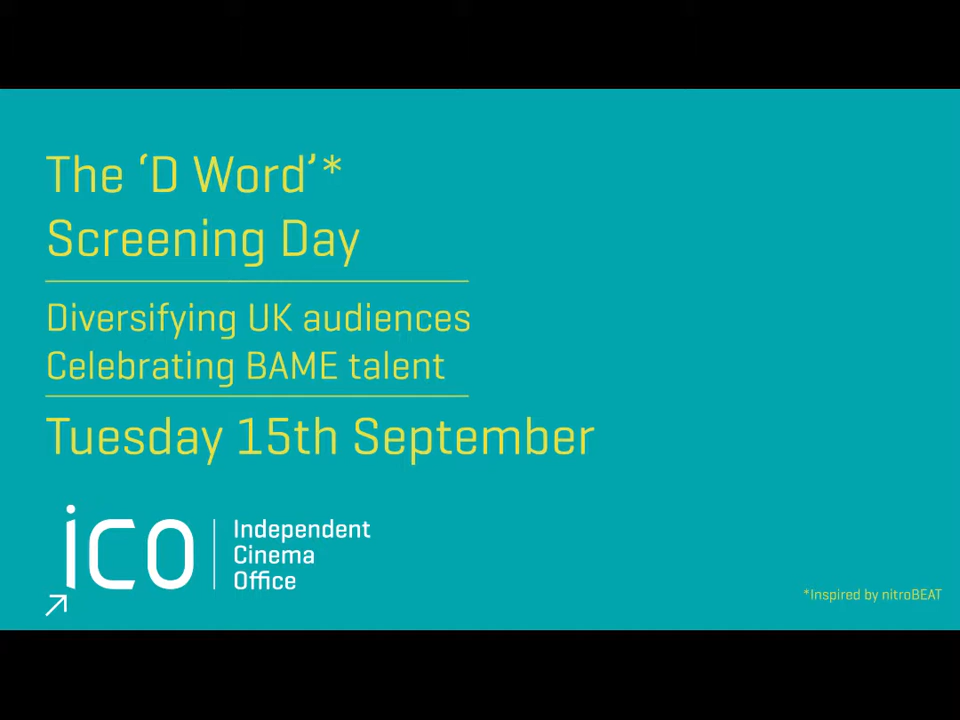 The ‘D Word’*
Screening Day
Diversifying UK audiences
Celebrating BAME talent
Tuesday 15th September
ico
Independent
Cinema
Office
*Inspired by nitroBEAT